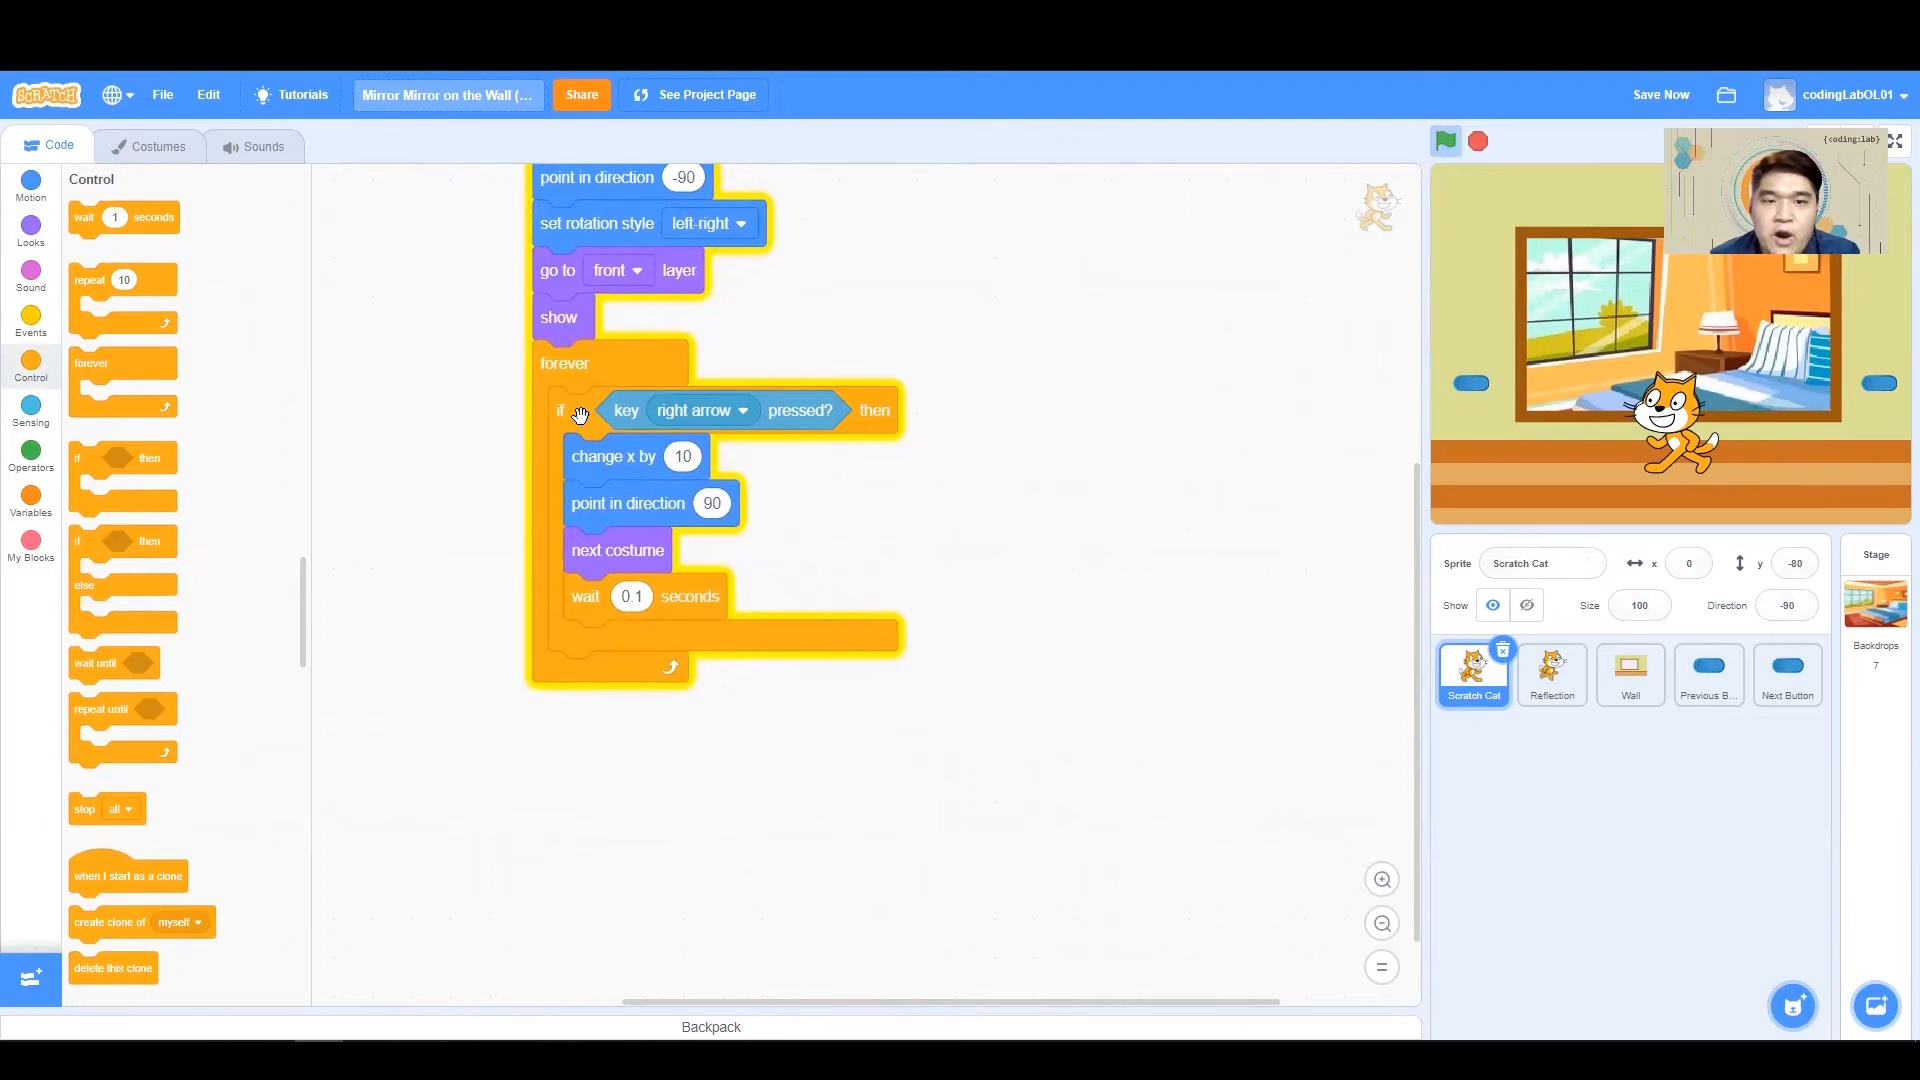 SCRATCH File Edit Tutorials Mirror Mirror on the Wall (... Share See Project Page Save Now codingLabOL01
Code Costumes Sounds
{coding:lab}
Motion
Looks
Sound
Events
Control
Sensing
Operators
Variables
My Blocks
Control
wait 1 seconds
repeat 10
forever
if then
if then
else
wait until
repeat until
stop all
when I start as a clone
create clone of myself
delete this clone
point in direction -90
set rotation style left-right
go to front layer
show
forever
if key right arrow pressed? then
change x by 10
point in direction 90
next costume
wait 0.1 seconds
Backpack
Sprite Scratch Cat x 0 y -80
Show Size 100 Direction -90
Scratch Cat Reflection Wall Previous B... Next Button
Stage
Backdrops
7